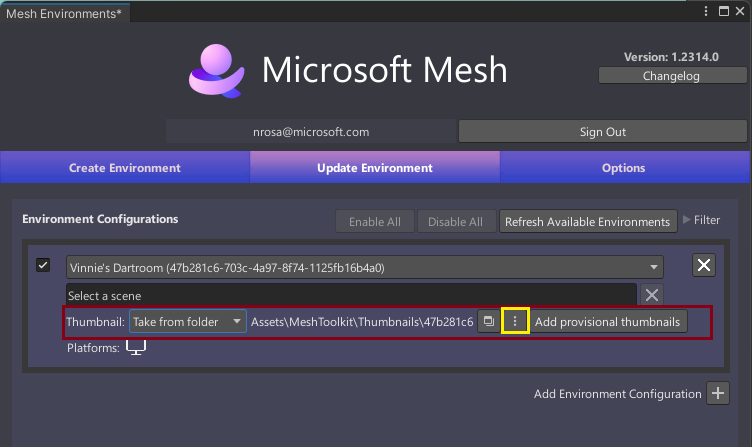 Mesh Environments*
Microsoft Mesh
Version: 1.2314.0
Changelog
nrosa@microsoft.com Sign Out
Create Environment Update Environment Options
Environment Configurations Enable All Disable All Refresh Available Environments Filter
Vinnie's Dartroom (47b281c6-703c-4a97-8f74-1125fb16b4a0)
Select a scene
Thumbnail: Take from folder Assets\MeshToolkit\Thumbnails\47b281c6 Add provisional thumbnails
Platforms:
Add Environment Configuration